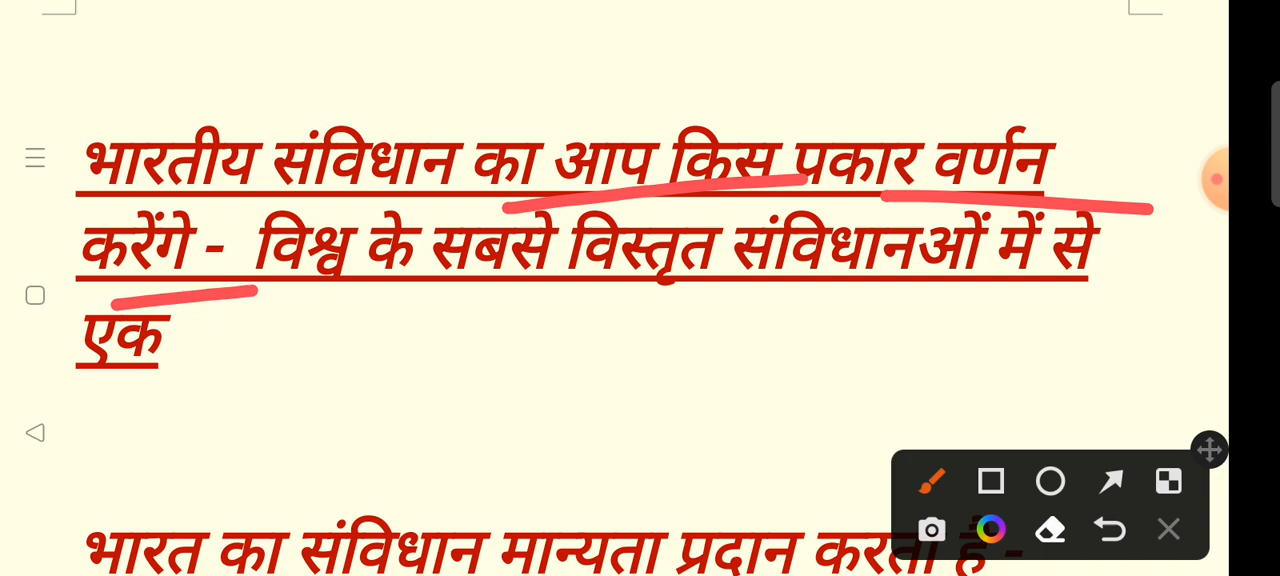 भारतीय संविधान का आप किस प्रकार वर्णन
करेंगे - विश्व के सबसे विस्तृत संविधानओं में से
एक
भारत का संविधान मान्यता प्रदान करता है -